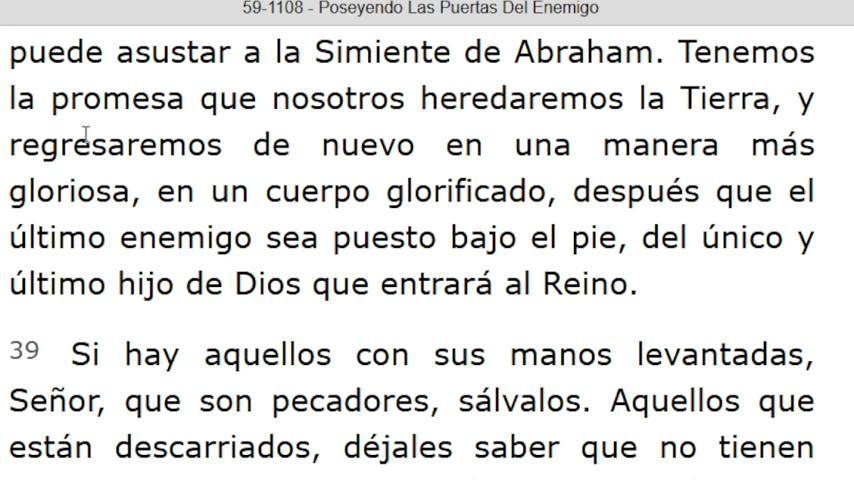 59-1108 - Poseyendo Las Puertas Del Enemigo
puede asustar a la Simiente de Abraham. Tenemos
la promesa que nosotros heredaremos la Tierra, y
regresaremos de nuevo en una manera más
gloriosa, en un cuerpo glorificado, después que el
último enemigo sea puesto bajo el pie, del único y
último hijo de Dios que entrará al Reino.
39 Si hay aquellos con sus manos levantadas,
Señor, que son pecadores, sálvalos. Aquellos que
están descarriados, déjales saber que no tienen